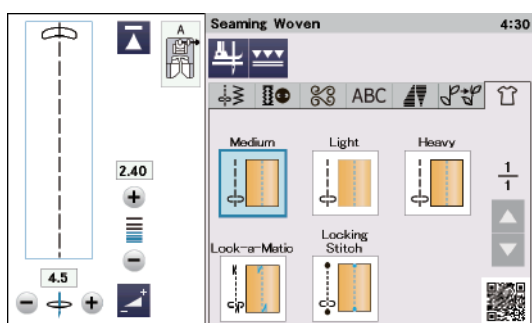 Seaming Woven 4:30
A
ABC
Medium Light Heavy
2.40
1
1
Lock-a-Matic
Locking
Stitch
4.5